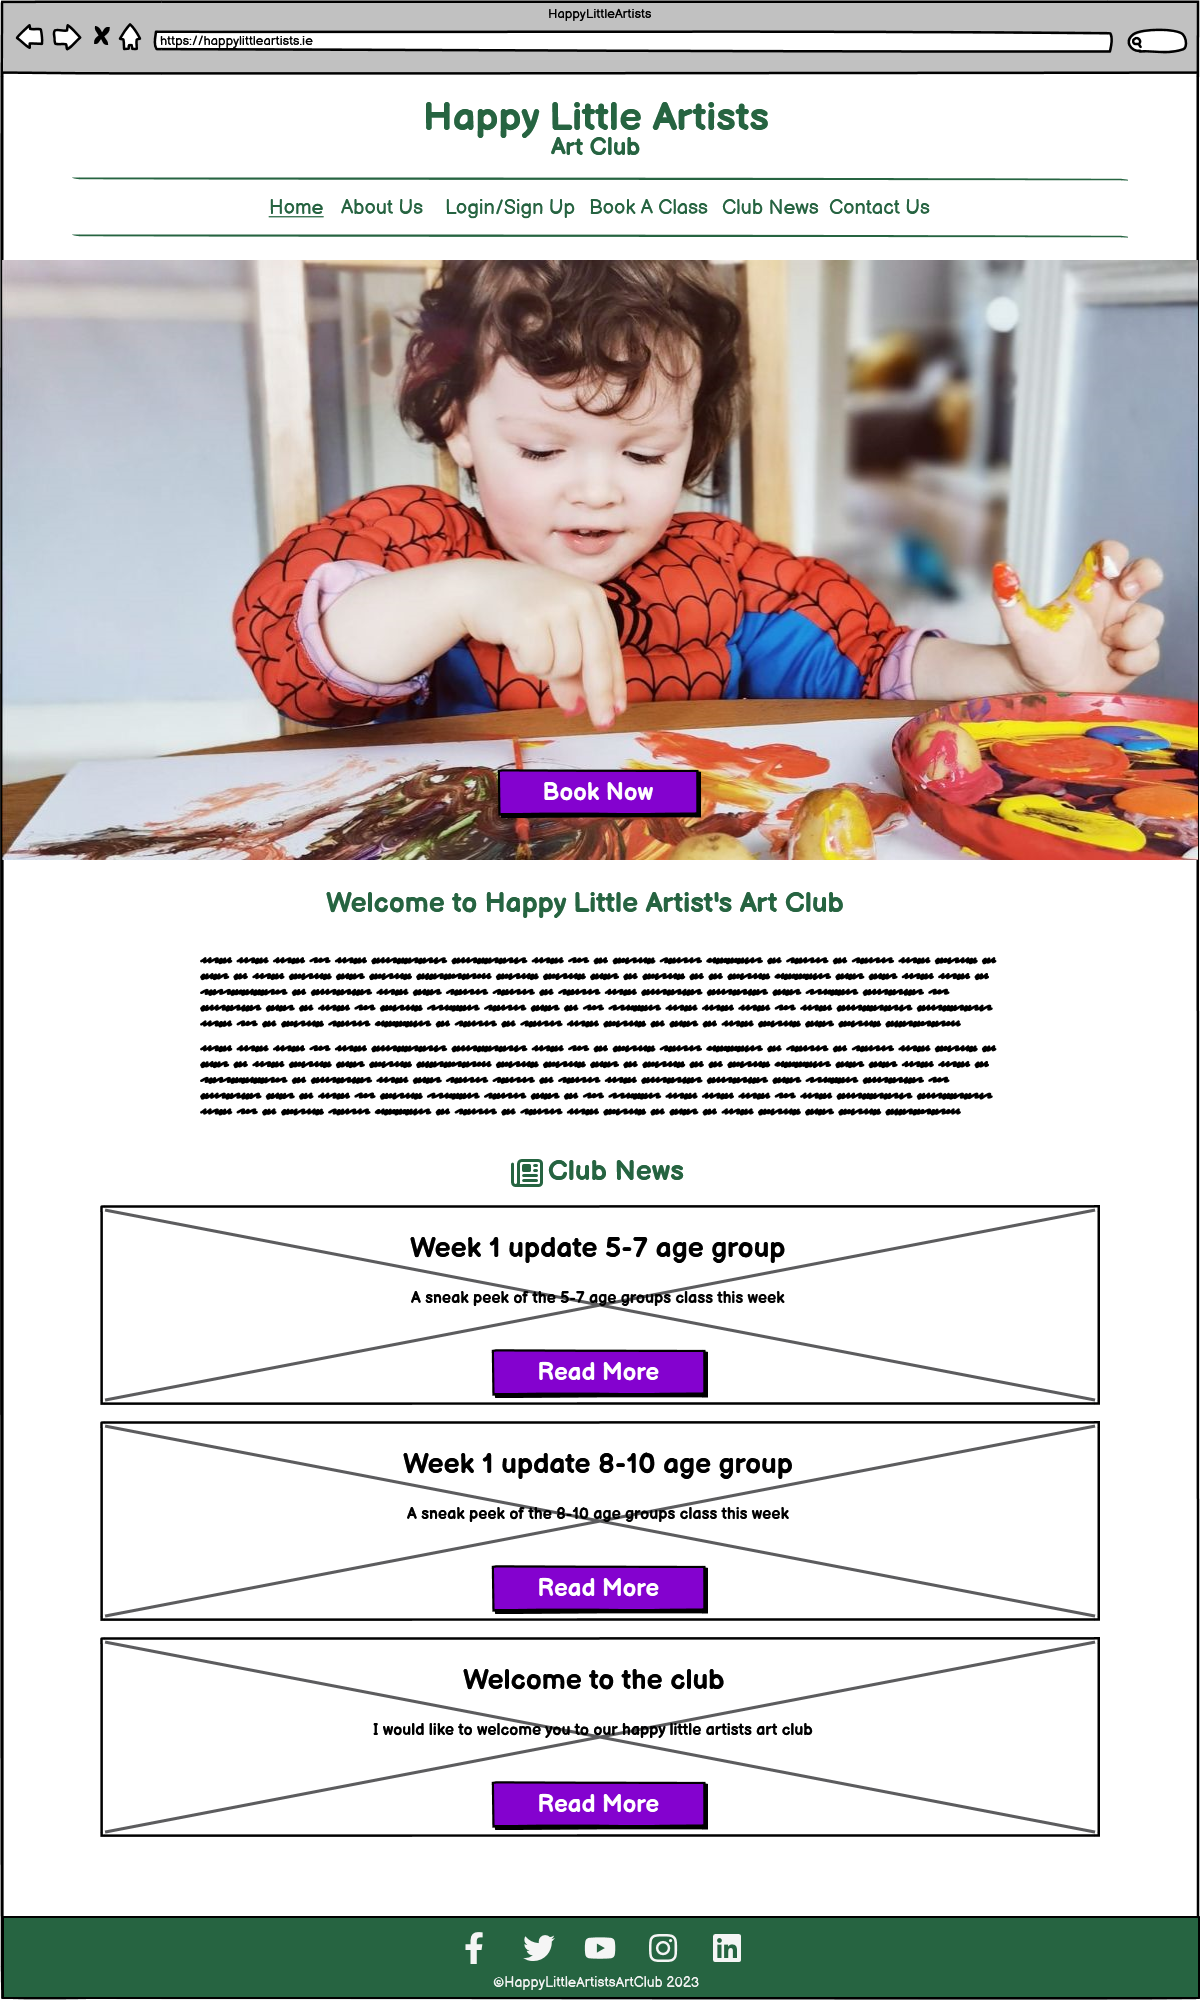 HappyLittleArtists
https://happylittleartists.ie
Happy Little Artists
Art Club
Home About Us Login/Sign Up Book A Class Club News Contact Us
Book Now
Welcome to Happy Little Artist's Art Club
Club News
Week 1 update 5-7 age group
A sneak peek of the 5-7 age groups class this week
Read More
Week 1 update 8-10 age group
A sneak peek of the 8-10 age groups class this week
Read More
Welcome to the club
I would like to welcome you to our happy little artists art club
Read More
©HappyLittleArtistsArtClub 2023